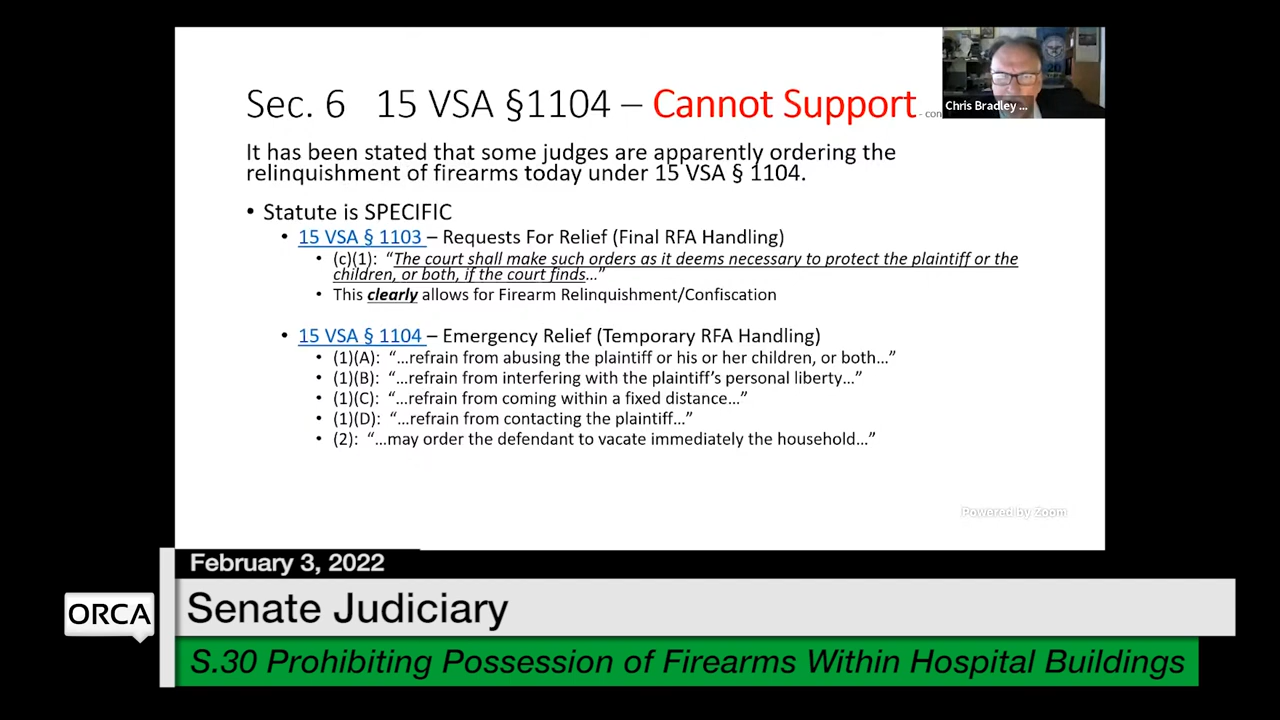 Sec. 6 15 VSA §1104 – Cannot Support - con
Chris Bradley ...
It has been stated that some judges are apparently ordering the
relinquishment of firearms today under 15 VSA § 1104.
• Statute is SPECIFIC
• 15 VSA § 1103 – Requests For Relief (Final RFA Handling)
• (c)(1): “The court shall make such orders as it deems necessary to protect the plaintiff or the
children, or both, if the court finds…”
• This clearly allows for Firearm Relinquishment/Confiscation
• 15 VSA § 1104 – Emergency Relief (Temporary RFA Handling)
• (1)(A): “…refrain from abusing the plaintiff or his or her children, or both…”
• (1)(B): “…refrain from interfering with the plaintiff’s personal liberty…”
• (1)(C): “…refrain from coming within a fixed distance…”
• (1)(D): “…refrain from contacting the plaintiff…”
• (2): “…may order the defendant to vacate immediately the household…”
Powered by Zoom
February 3, 2022
ORCA
Senate Judiciary
S.30 Prohibiting Possession of Firearms Within Hospital Buildings